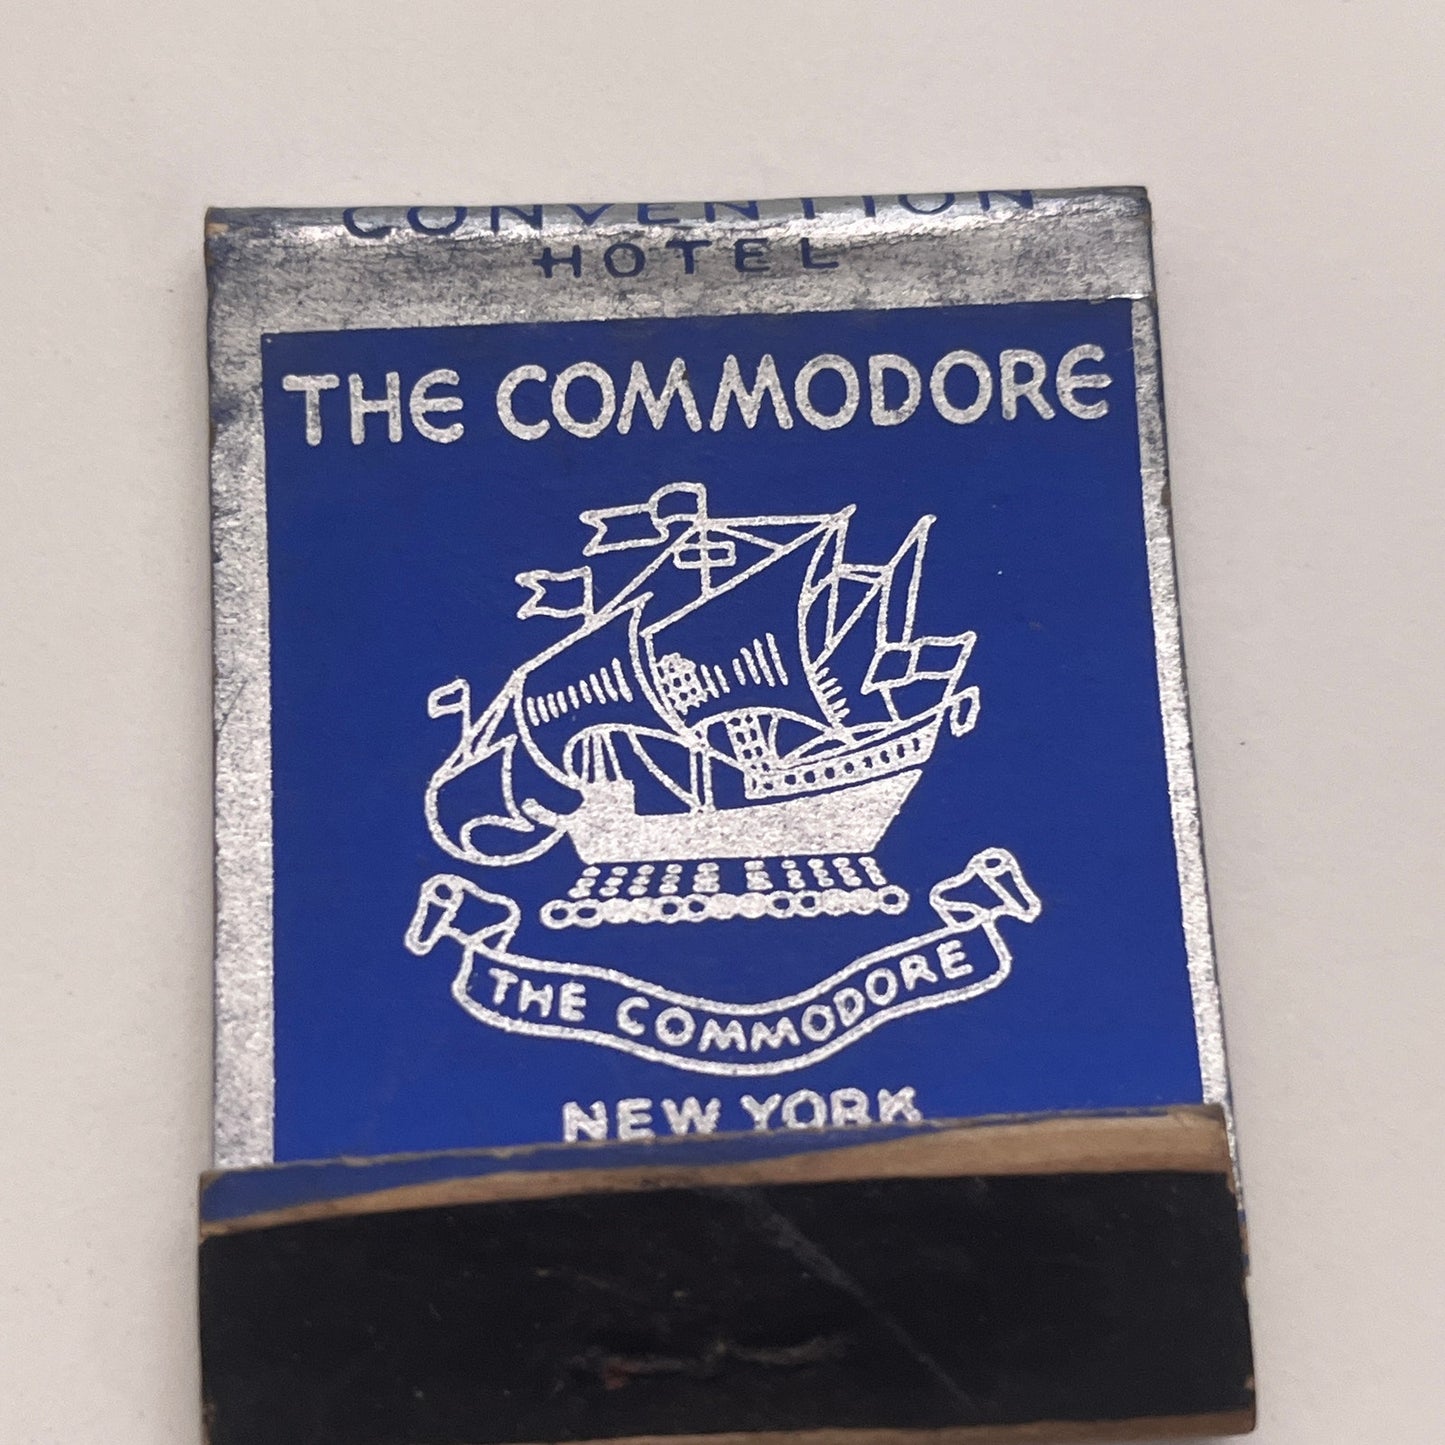 CONVENTION
HOTEL
THE COMMODORE
THE COMMODORE
NEW YORK